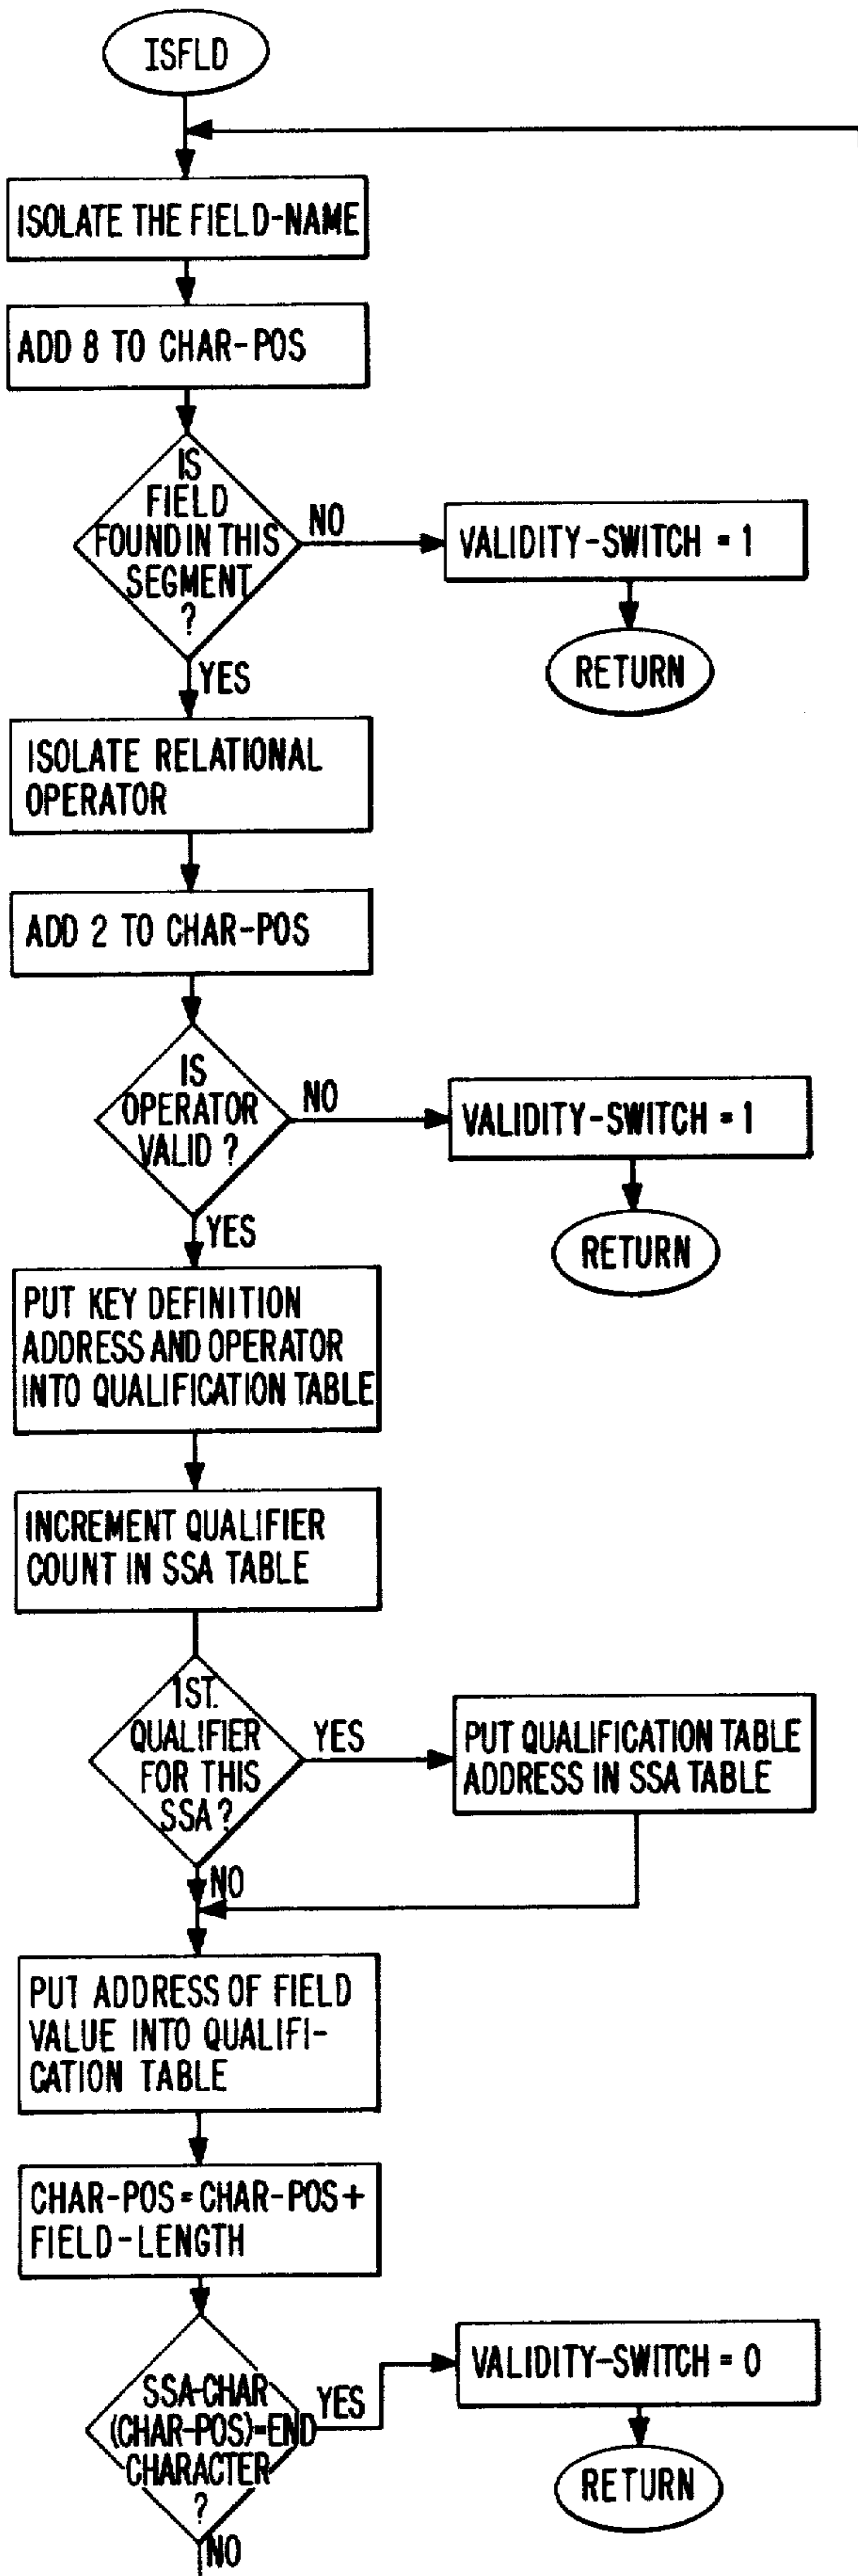 ISFLD
ISOLATE THE FIELD-NAME
ADD 8 TO CHAR-POS
IS
FIELD
FOUND IN THIS
SEGMENT
?
NO
VALIDITY-SWITCH = 1
RETURN
YES
ISOLATE RELATIONAL
OPERATOR
ADD 2 TO CHAR-POS
IS
OPERATOR
VALID ?
NO
VALIDITY-SWITCH = 1
RETURN
YES
PUT KEY DEFINITION
ADDRESS AND OPERATOR
INTO QUALIFICATION TABLE
INCREMENT QUALIFIER
COUNT IN SSA TABLE
1ST.
QUALIFIER
FOR THIS
SSA ?
YES
PUT QUALIFICATION TABLE
ADDRESS IN SSA TABLE
NO
PUT ADDRESS OF FIELD
VALUE INTO QUALIFI-
CATION TABLE
CHAR-POS = CHAR-POS +
FIELD-LENGTH
SSA-CHAR
(CHAR-POS)=END
CHARACTER
?
YES
VALIDITY-SWITCH = 0
RETURN
NO